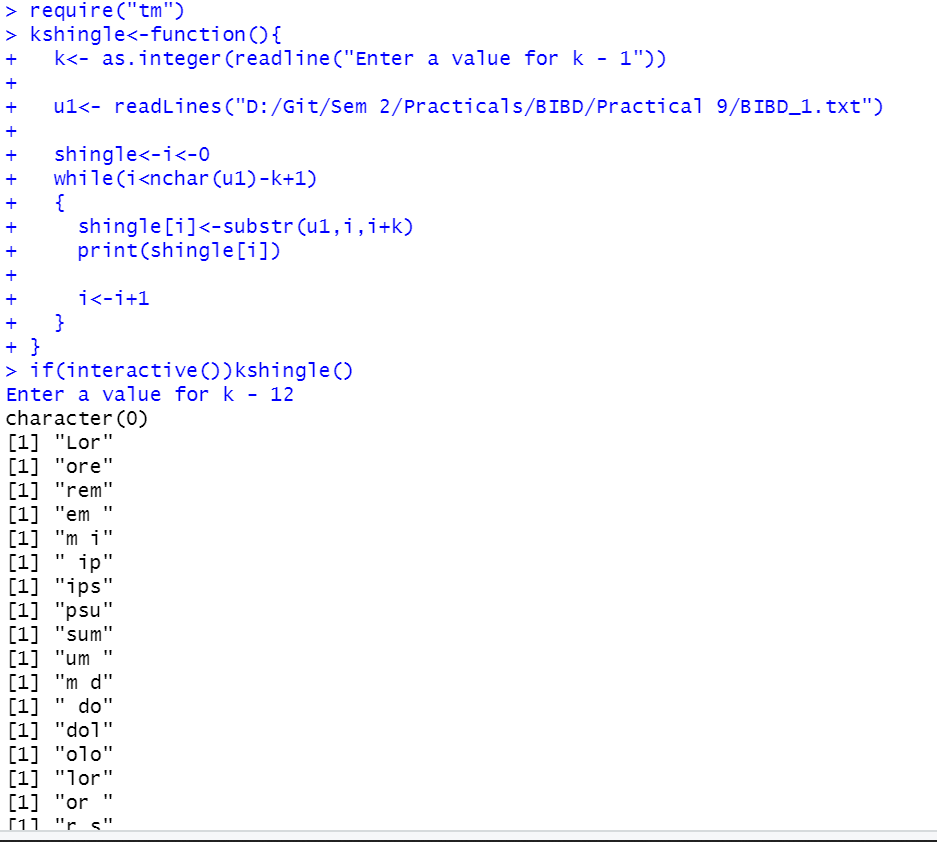 > require("tm")
> kshingle<-function(){
+   k<- as.integer(readline("Enter a value for k - 1"))
+
+   u1<- readLines("D:/Git/Sem 2/Practicals/BIBD/Practical 9/BIBD_1.txt")
+
+   shingle<-i<-0
+   while(i<nchar(u1)-k+1)
+   {
+     shingle[i]<-substr(u1,i,i+k)
+     print(shingle[i])
+
+     i<-i+1
+   }
+ }
> if(interactive())kshingle()
Enter a value for k - 12
character(0)
[1] "Lor"
[1] "ore"
[1] "rem"
[1] "em "
[1] "m i"
[1] " ip"
[1] "ips"
[1] "psu"
[1] "sum"
[1] "um "
[1] "m d"
[1] " do"
[1] "dol"
[1] "olo"
[1] "lor"
[1] "or "
[1] "r s"